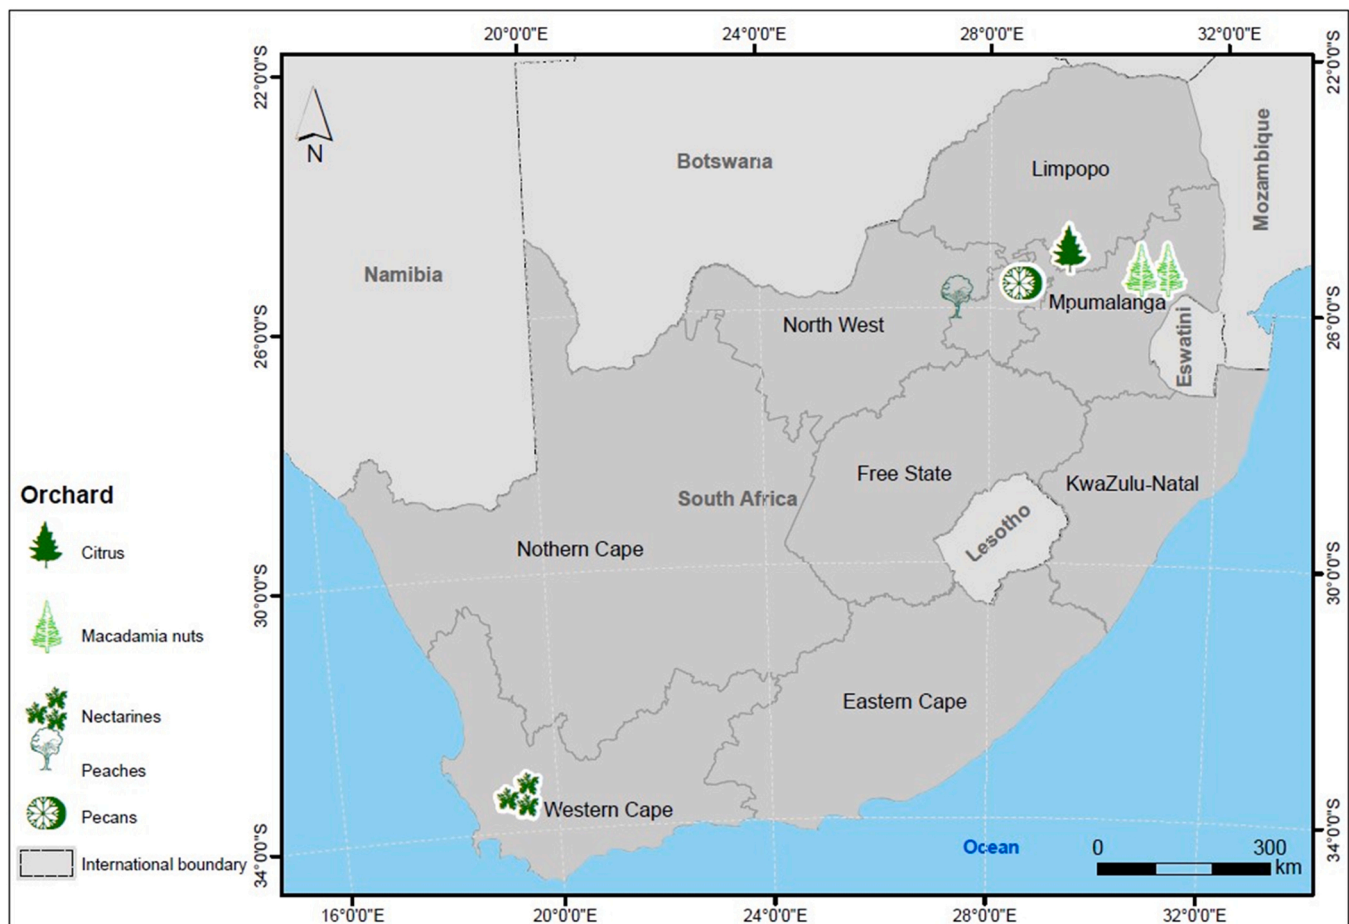 20°0'0"E 24°0'0"E 28°0'0"E 32°0'0"E
22°0'0"S
22°0'0"S
N
Botswana
Limpopo
Mozambique
Namibia
Mpumalanga
North West
26°0'0"S
26°0'0"S
Eswatini
Free State
KwaZulu-Natal
South Africa
Lesotho
Nothern Cape
30°0'0"S
30°0'0"S
Eastern Cape
Western Cape
Ocean
0 300
km
34°0'0"S
34°0'0"S
16°0'0"E 20°0'0"E 24°0'0"E 28°0'0"E 32°0'0"E
Orchard
Citrus
Macadamia nuts
Nectarines
Peaches
Pecans
International boundary